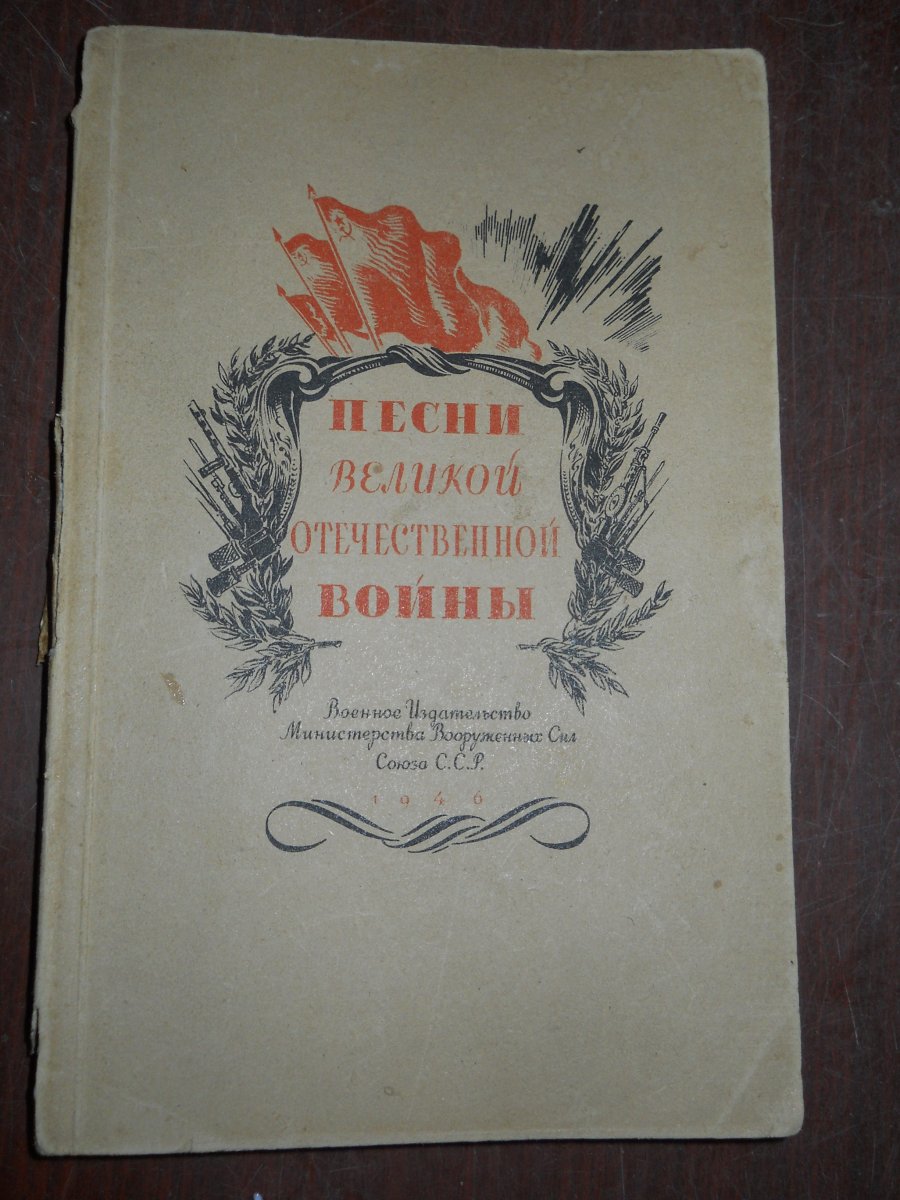 ПЕСНИ
ВЕЛИКОЙ
ОТЕЧЕСТВЕННОЙ
ВОЙНЫ
Военное Издательство
Министерства Вооруженных Сил
Союза С.С.Р.
1946